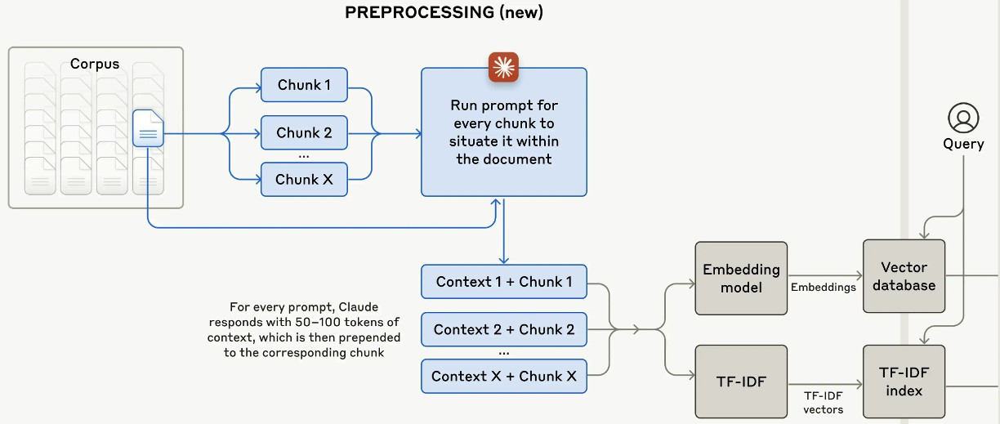 PREPROCESSING (new)
Corpus
Chunk 1
Chunk 2
...
Chunk X
Run prompt for
every chunk to
situate it within
the document
Query
Context 1 + Chunk 1
Context 2 + Chunk 2
...
Context X + Chunk X
For every prompt, Claude
responds with 50–100 tokens of
context, which is then prepended
to the corresponding chunk
Embedding
model
Embeddings
Vector
database
TF-IDF
TF-IDF
vectors
TF-IDF
index